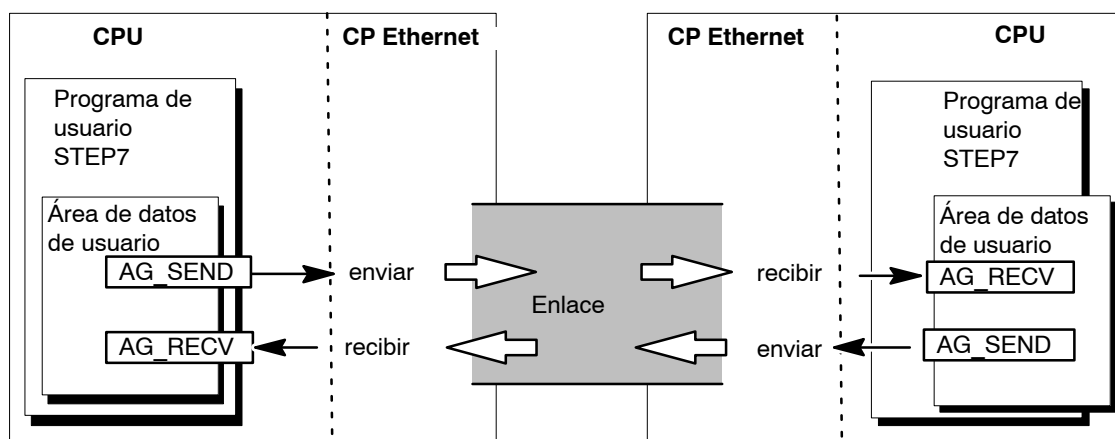 CPU
CP Ethernet
CP Ethernet
CPU
Programa de
usuario
STEP7
Programa de
usuario
STEP7
Área de datos
de usuario
Área de datos
de usuario
AG_SEND
enviar
recibir
AG_RECV
Enlace
AG_RECV
recibir
enviar
AG_SEND